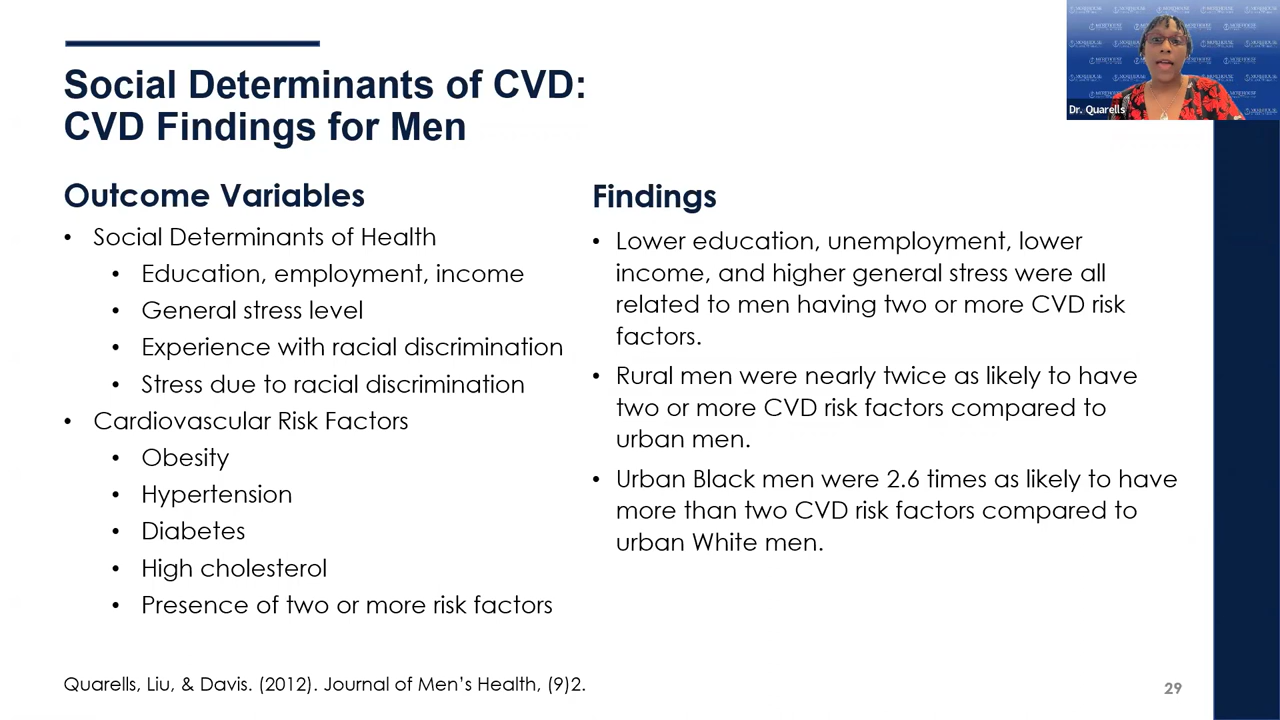 Social Determinants of CVD:
CVD Findings for Men
Dr. Quarells
Outcome Variables
• Social Determinants of Health
• Education, employment, income
• General stress level
• Experience with racial discrimination
• Stress due to racial discrimination
• Cardiovascular Risk Factors
• Obesity
• Hypertension
• Diabetes
• High cholesterol
• Presence of two or more risk factors
Findings
• Lower education, unemployment, lower
income, and higher general stress were all
related to men having two or more CVD risk
factors.
• Rural men were nearly twice as likely to have
two or more CVD risk factors compared to
urban men.
• Urban Black men were 2.6 times as likely to have
more than two CVD risk factors compared to
urban White men.
Quarells, Liu, & Davis. (2012). Journal of Men’s Health, (9)2.
29